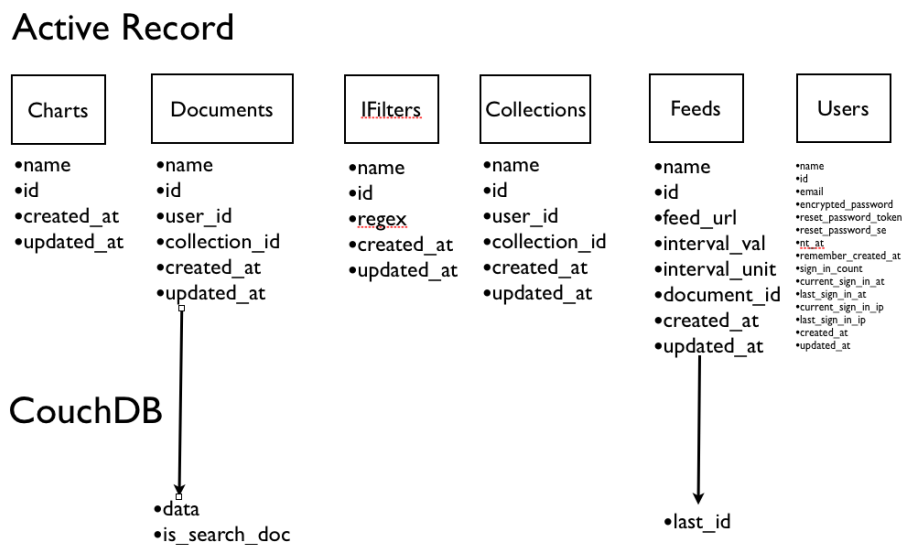 Active Record
Charts
•name
•id
•created_at
•updated_at
Documents
•name
•id
•user_id
•collection_id
•created_at
•updated_at
IFilters
•name
•id
•regex
•created_at
•updated_at
Collections
•name
•id
•user_id
•collection_id
•created_at
•updated_at
Feeds
•name
•id
•feed_url
•interval_val
•interval_unit
•document_id
•created_at
•updated_at
Users
•name
•id
•email
•encrypted_password
•reset_password_token
•reset_password_se
•nt_at
•remember_created_at
•sign_in_count
•current_sign_in_at
•last_sign_in_at
•current_sign_in_ip
•last_sign_in_ip
•created_at
•updated_at
CouchDB
•data
•is_search_doc
•last_id